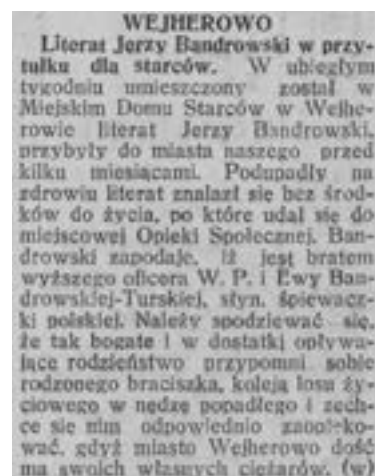 WEJHEROWO
Literat Jerzy Bandrowski w przy-
tułku dla starców. W ubiegłym
tygodniu umieszczony został w
Miejskim Domu Starców w Wejhe-
rowie literat Jerzy Bandrowski,
przybyły do miasta naszego przed
kilku miesiącami. Podupadły na
zdrowiu literat znalazł się bez środ-
ków do życia, po które udał się do
miejscowej Opieki Społecznej. Ban-
drowski zapodaje, iż jest bratem
wyższego oficera W. P. i Ewy Ban-
drowskiej-Turskiej, słyn. śpiewacz-
ki polskiej. Należy spodziewać się,
że tak bogate i w dostatki opływa-
jące rodzeństwo przypomni sobie
rodzonego braciszka, koleją losu ży-
ciowego w nędzę popadłego i zech-
ce się nim odpowiednio zaopieko-
wać, gdyż miasto Wejherowo dość
ma swoich własnych ciężarów. (w)